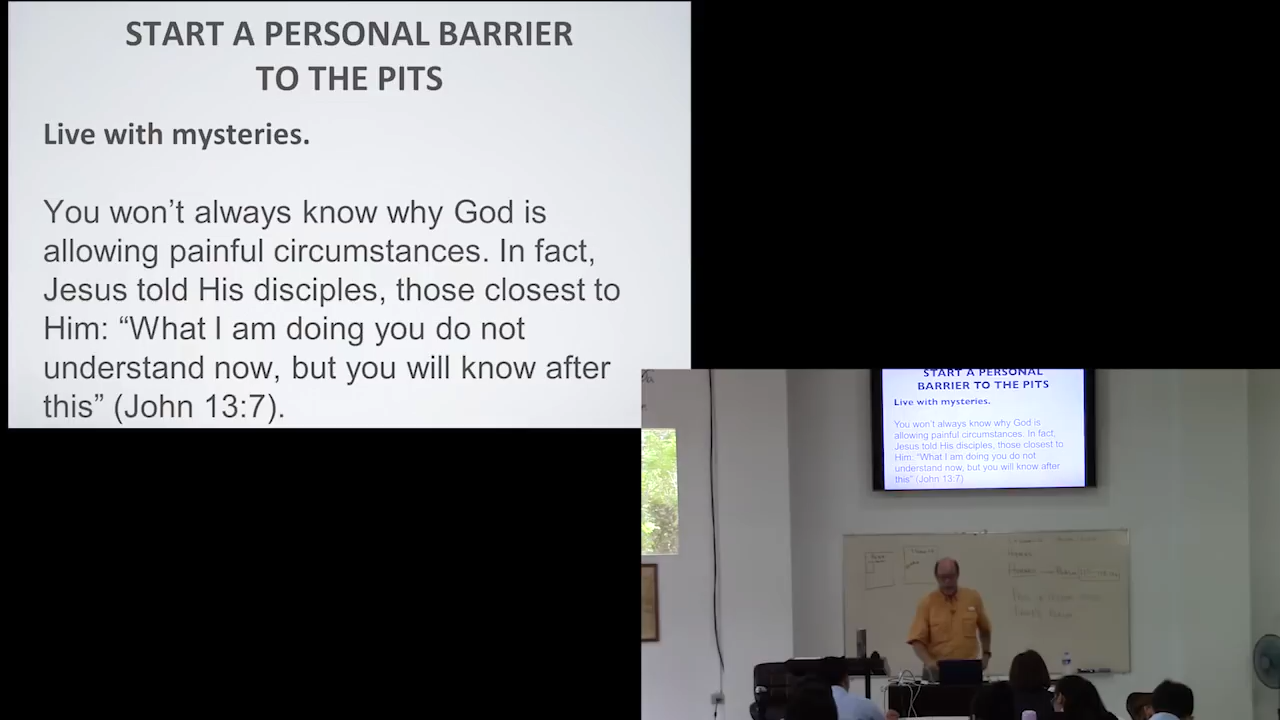 START A PERSONAL BARRIER
TO THE PITS
Live with mysteries.
You won’t always know why God is
allowing painful circumstances. In fact,
Jesus told His disciples, those closest to
Him: “What I am doing you do not
understand now, but you will know after
this” (John 13:7).
START A PERSONAL
BARRIER TO THE PITS
Live with mysteries.
You won’t always know why God is
allowing painful circumstances. In fact,
Jesus told His disciples, those closest to
Him: “What I am doing you do not
understand now, but you will know after
this” (John 13:7)